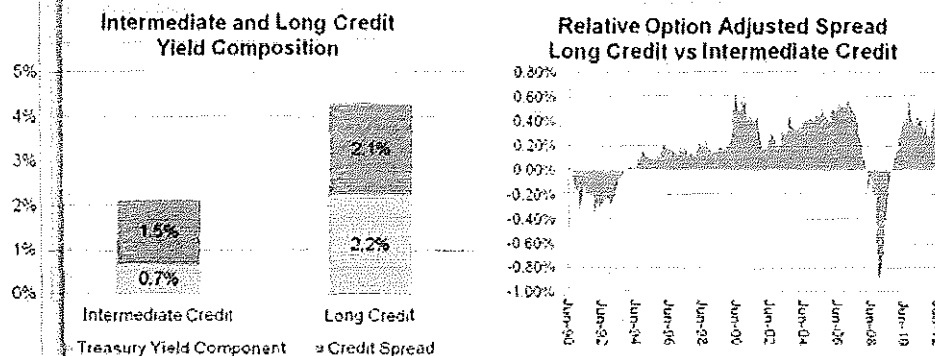 Intermediate and Long Credit
Yield Composition
5%
4%
3%
2%
1%
0%
2.1%
1.5%
2.2%
0.7%
Intermediate Credit
Long Credit
Treasury Yield Component
Credit Spread
Relative Option Adjusted Spread
Long Credit vs Intermediate Credit
0.80%
0.60%
0.40%
0.20%
0.00%
-0.20%
-0.40%
-0.60%
-0.80%
-1.00%
Jun-90
Jun-92
Jun-94
Jun-96
Jun-98
Jun-00
Jun-02
Jun-04
Jun-06
Jun-08
Jun-10